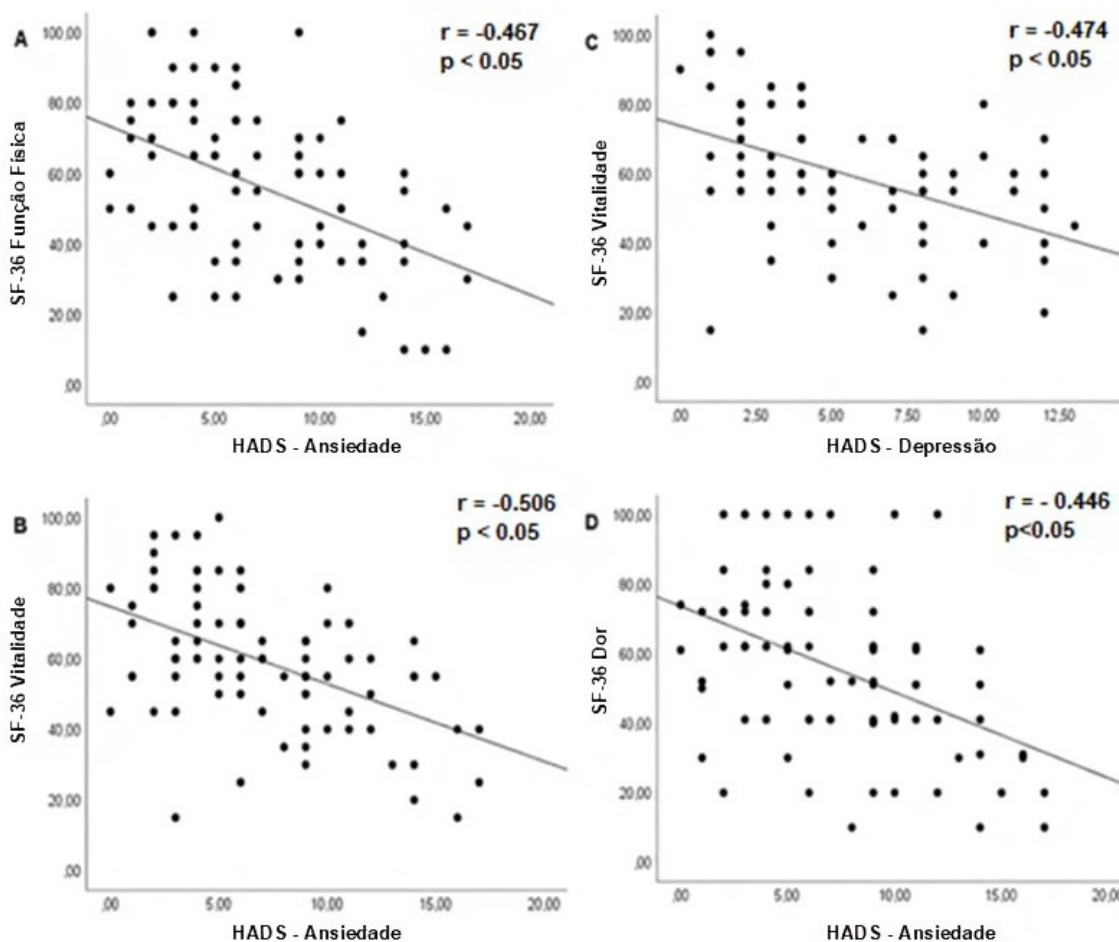 A
r = -0.467
p < 0.05
SF-36 Função Física
100,00
80,00
60,00
40,00
20,00
,00
,00 5,00 10,00 15,00 20,00
HADS - Ansiedade
C
r = -0.474
p < 0.05
SF-36 Vitalidade
100,00
80,00
60,00
40,00
20,00
,00
,00 2,50 5,00 7,50 10,00 12,50
HADS - Depressão
B
r = -0.506
p < 0.05
SF-36 Vitalidade
100,00
80,00
60,00
40,00
20,00
,00
,00 5,00 10,00 15,00 20,00
HADS - Ansiedade
D
r = - 0.446
p<0.05
SF-36 Dor
100,00
80,00
60,00
40,00
20,00
,00
,00 5,00 10,00 15,00 20,00
HADS - Ansiedade